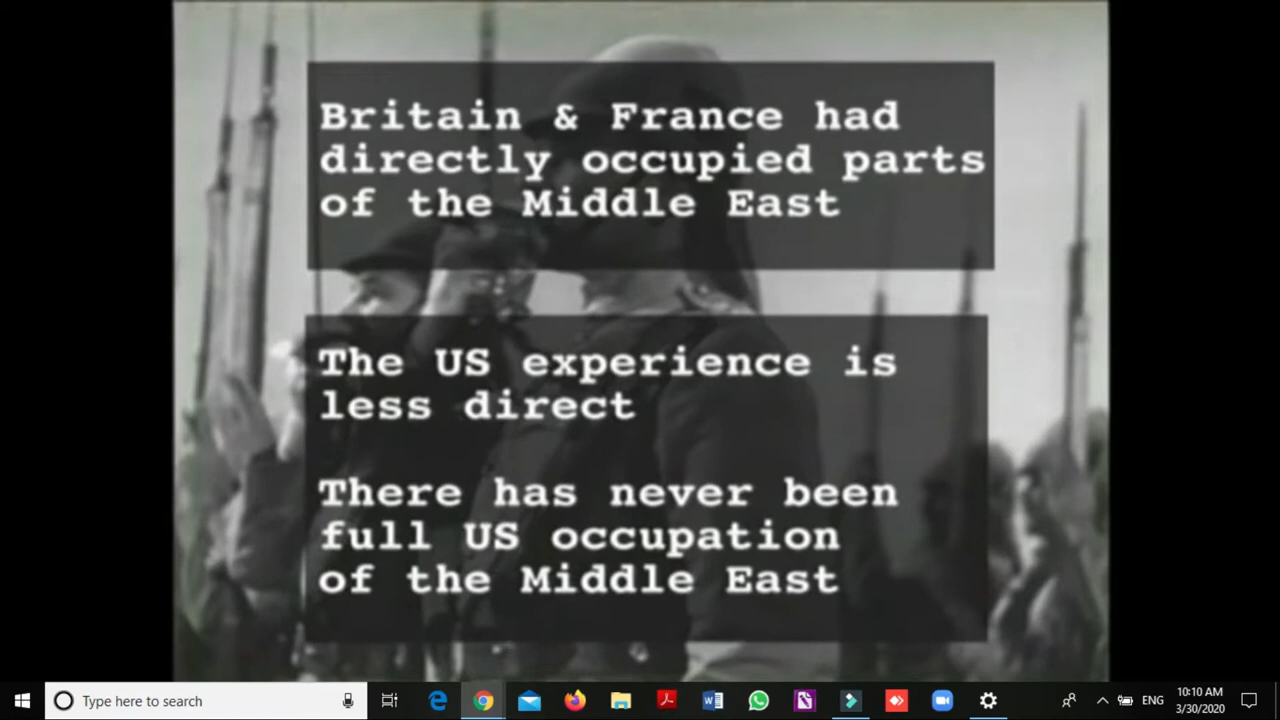 Britain & France had
directly occupied parts
of the Middle East
The US experience is
less direct
There has never been
full US occupation
of the Middle East
Type here to search
ENG
10:10 AM
3/30/2020